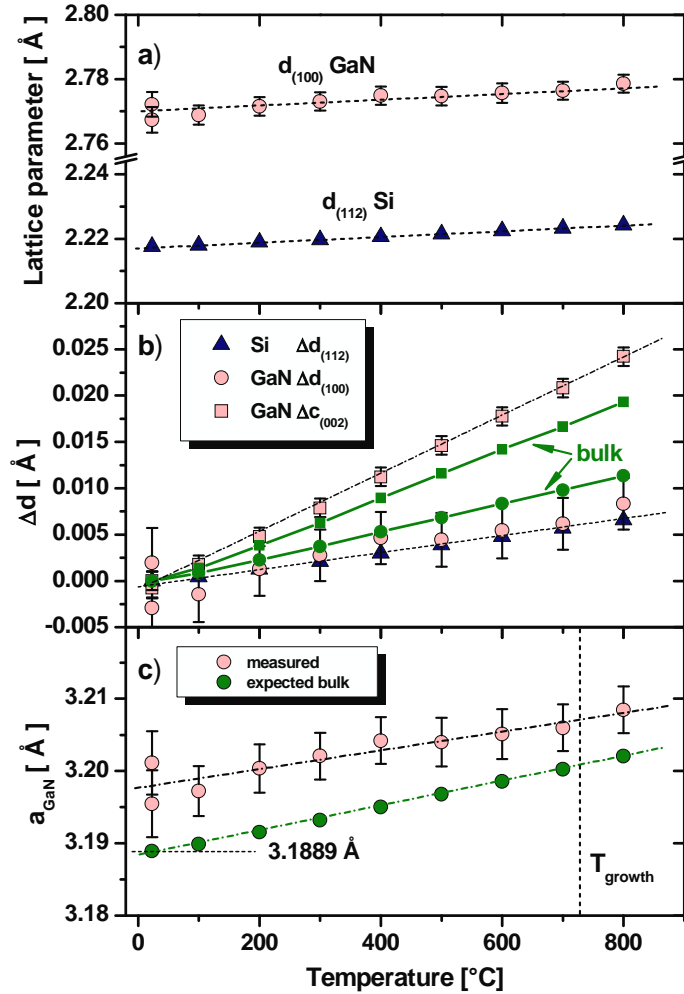 a)
Lattice parameter [ Å ]
2.80
2.78
2.76
2.24
2.22
2.20
d(100) GaN
d(112) Si
b)
Si Δd(112)
GaN Δd(100)
GaN Δc(002)
bulk
Δd [ Å ]
0.025
0.020
0.015
0.010
0.005
0.000
-0.005
c)
measured
expected bulk
aGaN [ Å ]
3.21
3.20
3.19
3.18
3.1889 Å
Tgrowth
0 200 400 600 800
Temperature [°C]